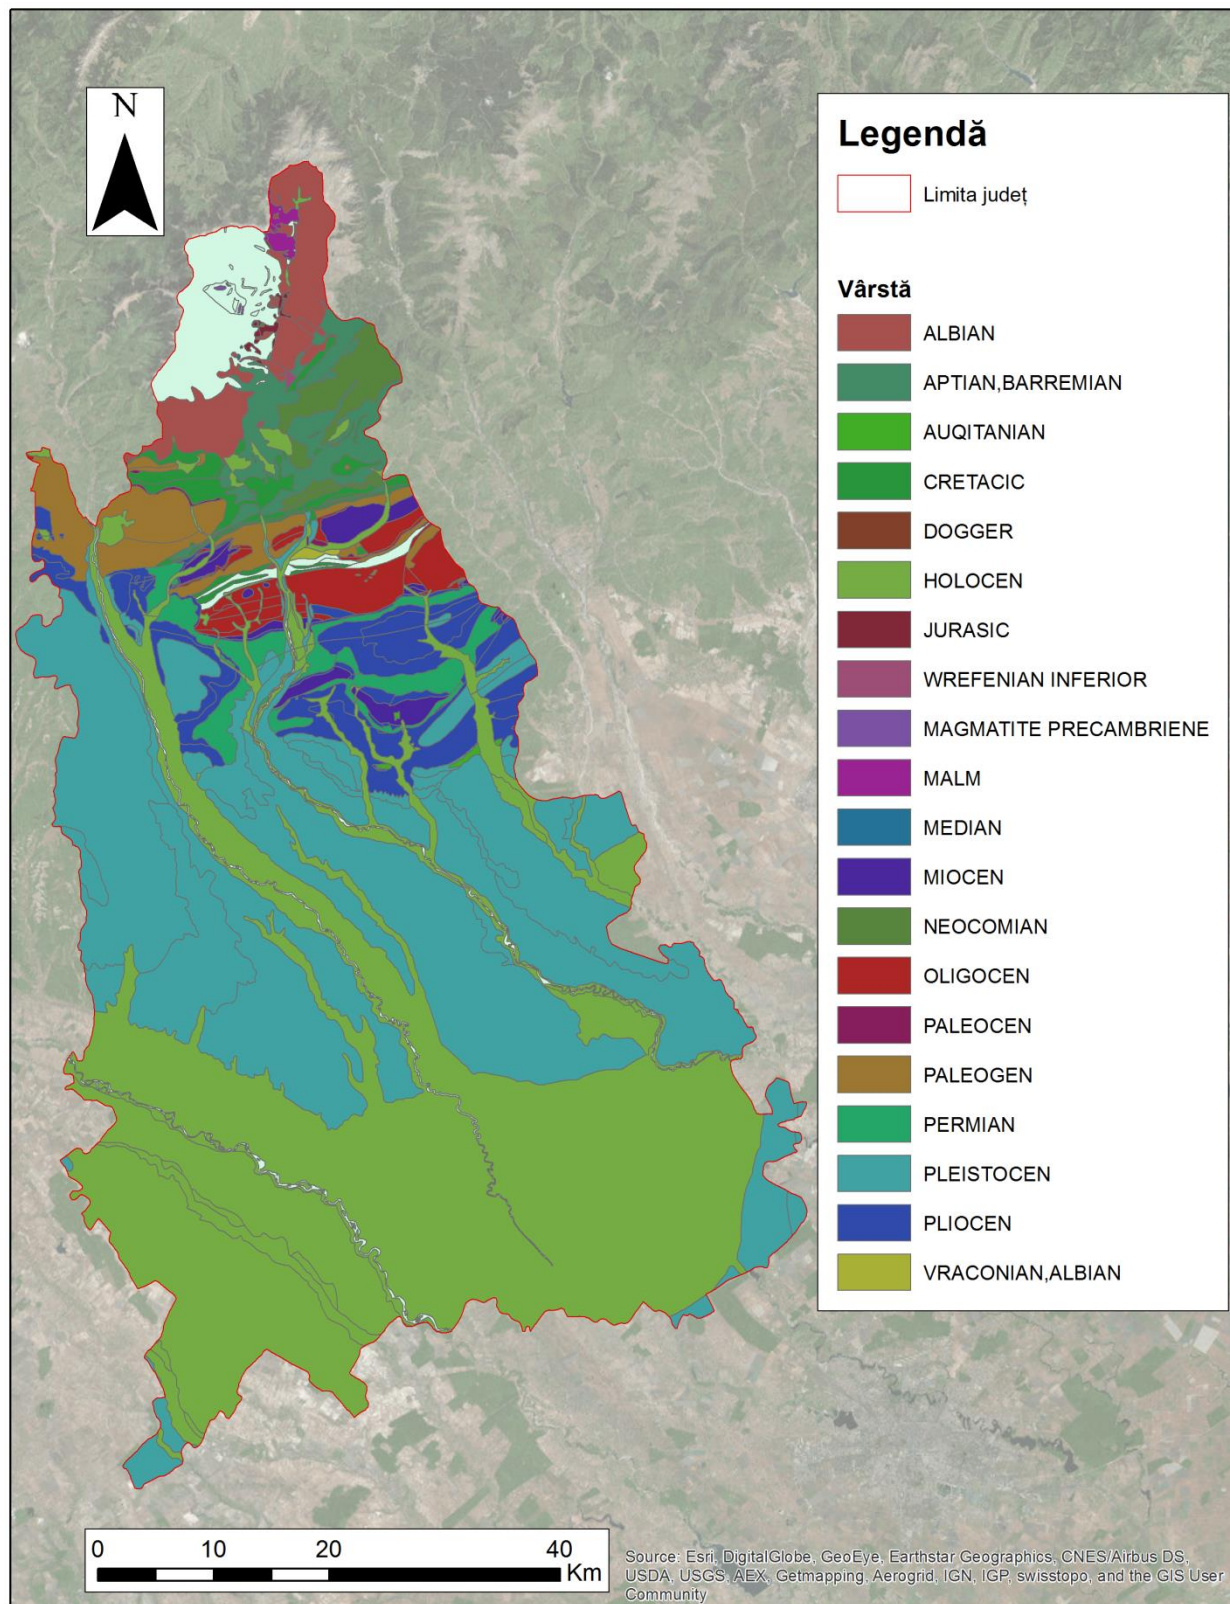 N
Legendă
Limita județ
Vârstă
ALBIAN
APTIAN,BARREMIAN
AUQITANIAN
CRETACIC
DOGGER
HOLOCEN
JURASIC
WREFENIAN INFERIOR
MAGMATITE PRECAMBRIENE
MALM
MEDIAN
MIOCEN
NEOCOMIAN
OLIGOCEN
PALEOCEN
PALEOGEN
PERMIAN
PLEISTOCEN
PLIOCEN
VRACONIAN,ALBIAN
0 10 20 40
Km
Source: Esri, DigitalGlobe, GeoEye, Earthstar Geographics, CNES/Airbus DS,
USDA, USGS, AEX, Getmapping, Aerogrid, IGN, IGP, swisstopo, and the GIS User
Community